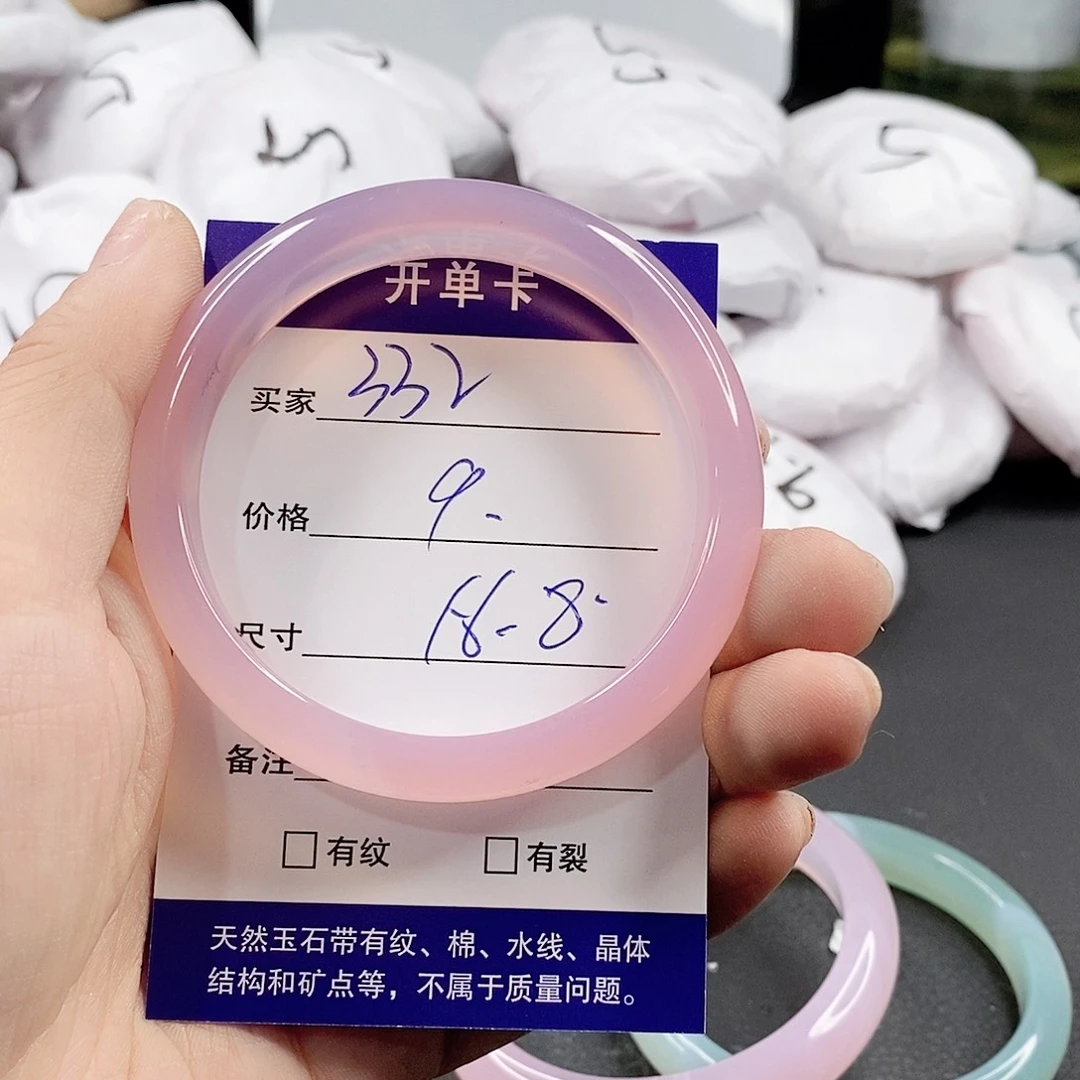 开单卡
买家 332
价格 9.-
尺寸
备注
有纹 有裂
天然玉石带有纹、棉、水线、晶体
结构和矿点等，不属于质量问题。